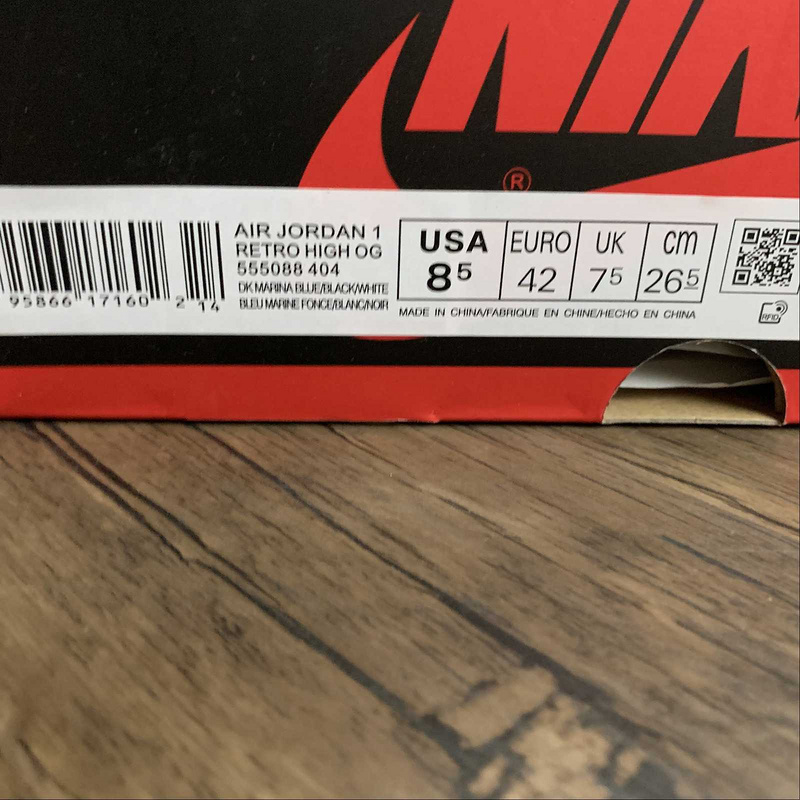 NIK
®
AIR JORDAN 1
RETRO HIGH OG
555088 404
DK MARINA BLUE/BLACK/WHITE
BLEU MARINE FONCE/BLANC/NOIR
95866 17160 2 14
USA EURO UK cm
8⁵ 42 7⁵ 26⁵
MADE IN CHINA/FABRIQUE EN CHINE/HECHO EN CHINA
RFID